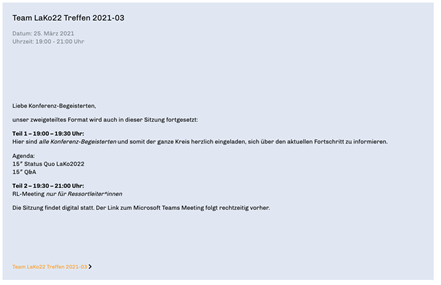 Team LaKo22 Treffen 2021-03
Datum: 25. März 2021
Uhrzeit: 19:00 - 21:00 Uhr
Liebe Konferenz-Begeisterten,
unser zweigeteiltes Format wird auch in dieser Sitzung fortgesetzt:
Teil 1 – 19:00 – 19:30 Uhr:
Hier sind alle Konferenz-Begeisterten und somit der ganze Kreis herzlich eingeladen, sich über den aktuellen Fortschritt zu informieren.
Agenda:
15" Status Quo LaKo2022
15" Q&A
Teil 2 – 19:30 – 21:00 Uhr:
RL-Meeting nur für Ressortleiter*innen
Die Sitzung findet digital statt. Der Link zum Microsoft Teams Meeting folgt rechtzeitig vorher.
Team LaKo22 Treffen 2021-03